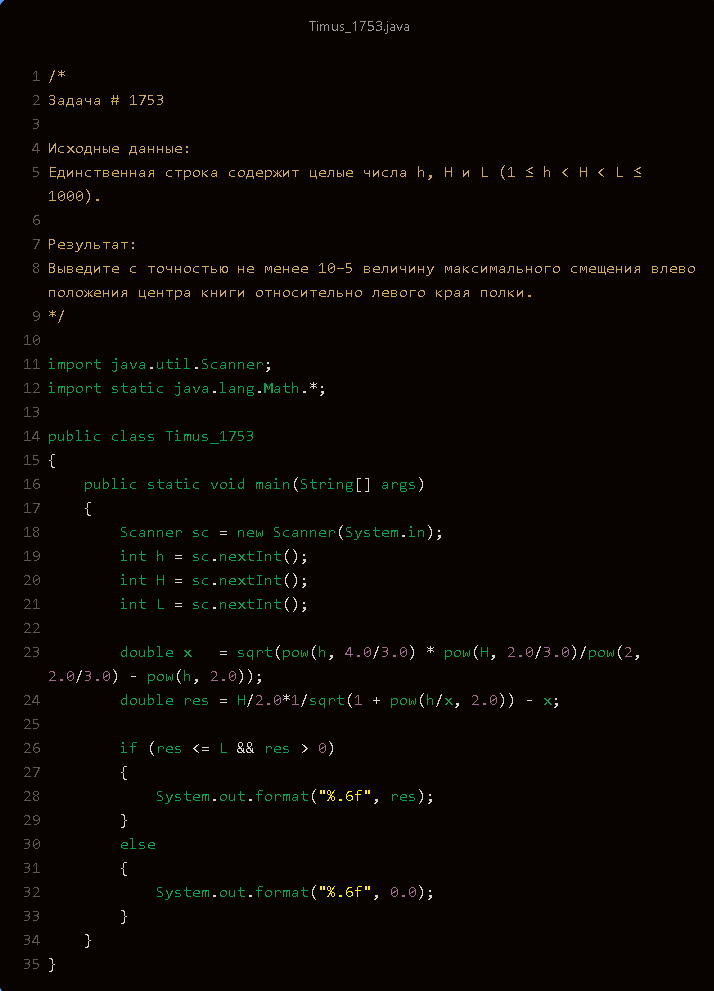 Timus_1753.java
1 /*
2 Задача # 1753
3
4 Исходные данные:
5 Единственная строка содержит целые числа h, H и L (1 ≤ h < H < L ≤
1000).
6
7 Результат:
8 Выведите с точностью не менее 10-5 величину максимального смещения влево
положения центра книги относительно левого края полки.
9 */
10
11 import java.util.Scanner;
12 import static java.lang.Math.*;
13
14 public class Timus_1753
15 {
16     public static void main(String[] args)
17     {
18         Scanner sc = new Scanner(System.in);
19         int h = sc.nextInt();
20         int H = sc.nextInt();
21         int L = sc.nextInt();
22
23         double x   = sqrt(pow(h, 4.0/3.0) * pow(H, 2.0/3.0)/pow(2,
2.0/3.0) - pow(h, 2.0));
24         double res = H/2.0*1/sqrt(1 + pow(h/x, 2.0)) - x;
25
26         if (res <= L && res > 0)
27         {
28             System.out.format("%.6f", res);
29         }
30         else
31         {
32             System.out.format("%.6f", 0.0);
33         }
34     }
35 }